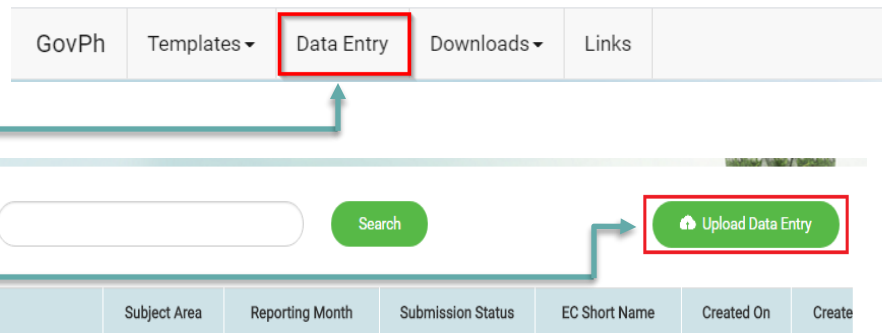 GovPh Templates Data Entry Downloads Links
Search Upload Data Entry
Subject Area Reporting Month Submission Status EC Short Name Created On Create